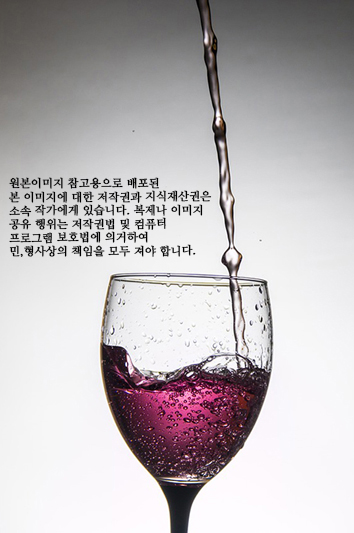 원본이미지 참고용으로 배포된
본 이미지에 대한 저작권과 지식재산권은
소속 작가에게 있습니다. 복제나 이미지
공유 행위는 저작권법 및 컴퓨터
프로그램 보호법에 의거하여
민,형사상의 책임을 모두 져야 합니다.